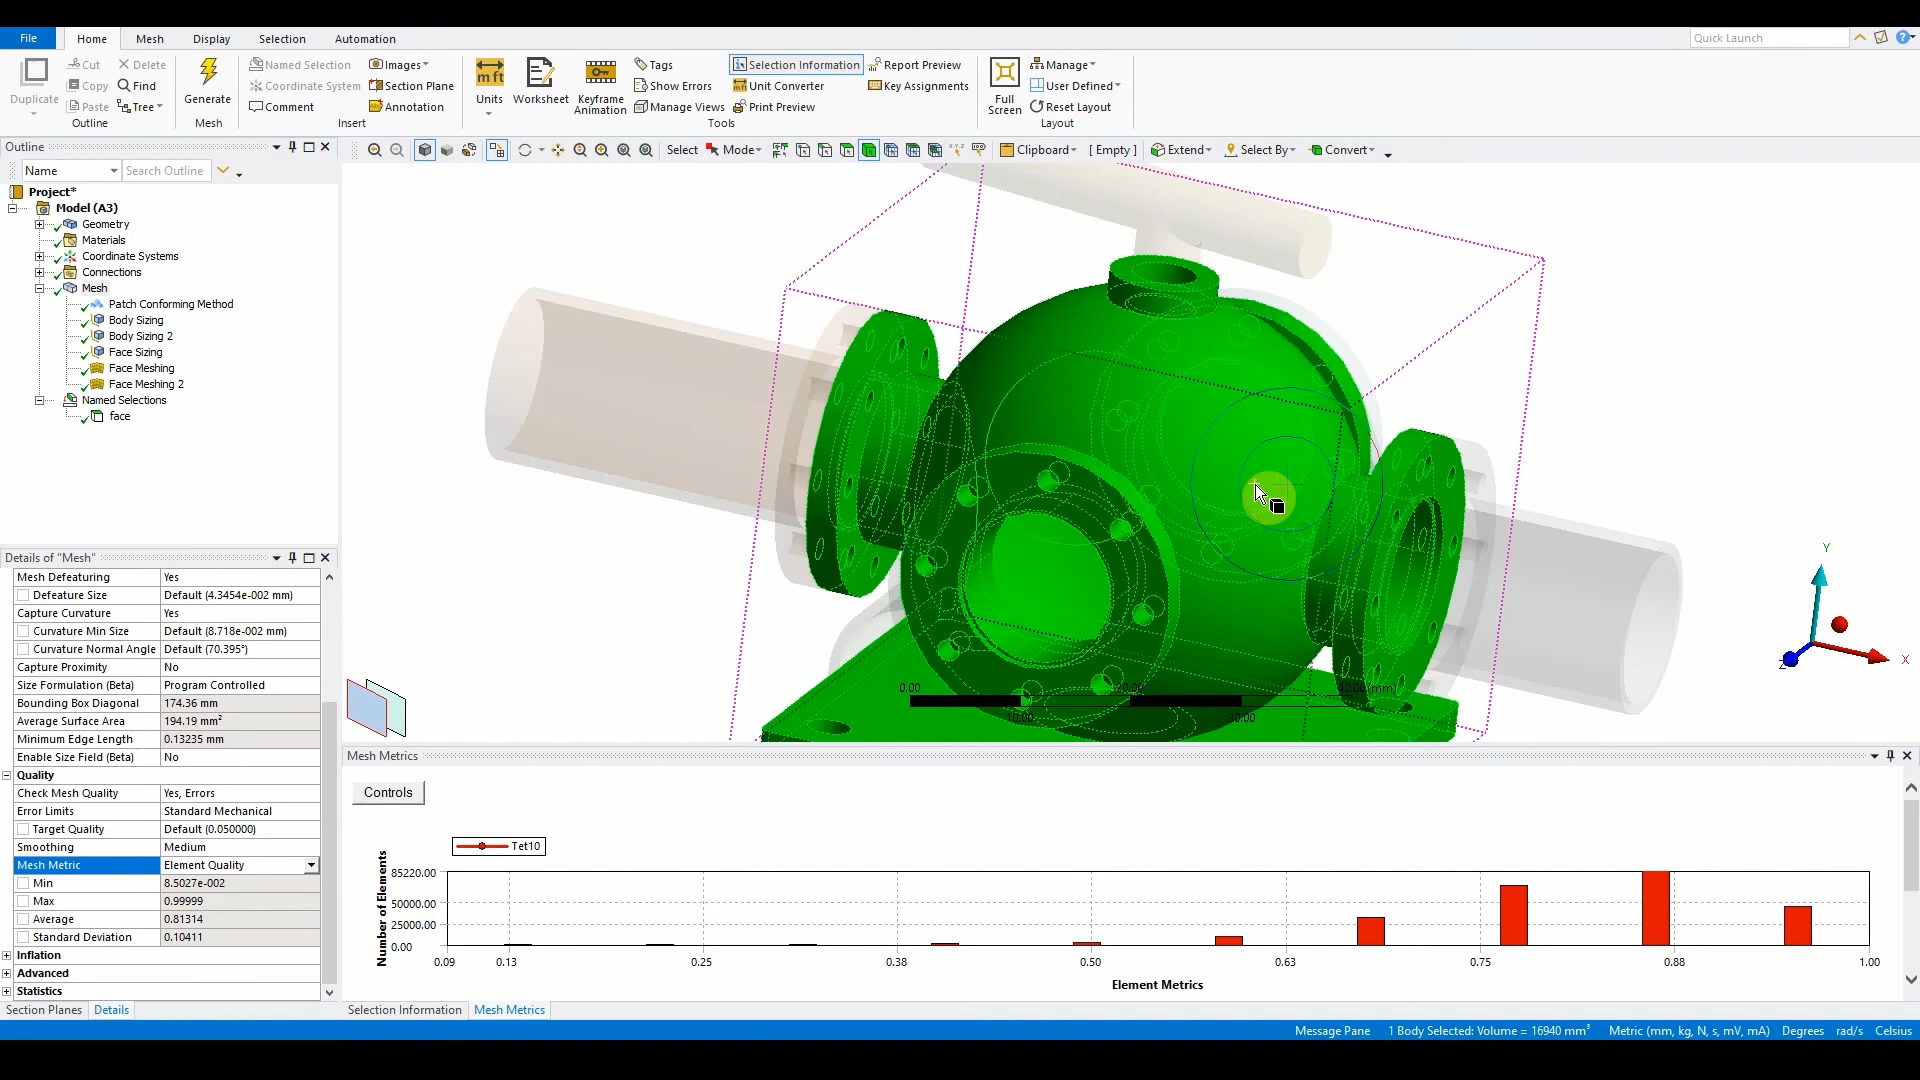 File Home Mesh Display Selection Automation Quick Launch
Duplicate Cut Copy Paste Delete Find Tree
Outline
Generate
Mesh
Named Selection Coordinate System Comment Images Section Plane Annotation
Insert
Units Worksheet Keyframe Animation Tags Show Errors Manage Views Selection Information Unit Converter Print Preview Report Preview Key Assignments
Tools
Full Screen Manage User Defined Reset Layout
Layout
Outline
Name Search Outline
Select Mode Clipboard [ Empty ] Extend Select By Convert
Project*
Model (A3)
Geometry
Materials
Coordinate Systems
Connections
Mesh
Patch Conforming Method
Body Sizing
Body Sizing 2
Face Sizing
Face Meshing
Face Meshing 2
Named Selections
face
Details of "Mesh"
Mesh Defeaturing Yes
Defeature Size Default (4.3454e-002 mm)
Capture Curvature Yes
Curvature Min Size Default (8.718e-002 mm)
Curvature Normal Angle Default (70.395°)
Capture Proximity No
Size Formulation (Beta) Program Controlled
Bounding Box Diagonal 174.36 mm
Average Surface Area 194.19 mm²
Minimum Edge Length 0.13235 mm
Enable Size Field (Beta) No
Quality
Check Mesh Quality Yes, Errors
Error Limits Standard Mechanical
Target Quality Default (0.050000)
Smoothing Medium
Mesh Metric Element Quality
Min 8.5027e-002
Max 0.99999
Average 0.81314
Standard Deviation 0.10411
Inflation
Advanced
Statistics
Section Planes Details
Y
X
Z
0.00 20.00 40.00 (mm)
10.00 30.00
Mesh Metrics
Controls
Tet10
Number of Elements
85220.00
50000.00
25000.00
0.00
0.09 0.13 0.25 0.38 0.50 0.63 0.75 0.88 1.00
Element Metrics
Selection Information Mesh Metrics
Message Pane 1 Body Selected: Volume = 16940 mm³ Metric (mm, kg, N, s, mV, mA) Degrees rad/s Celsius